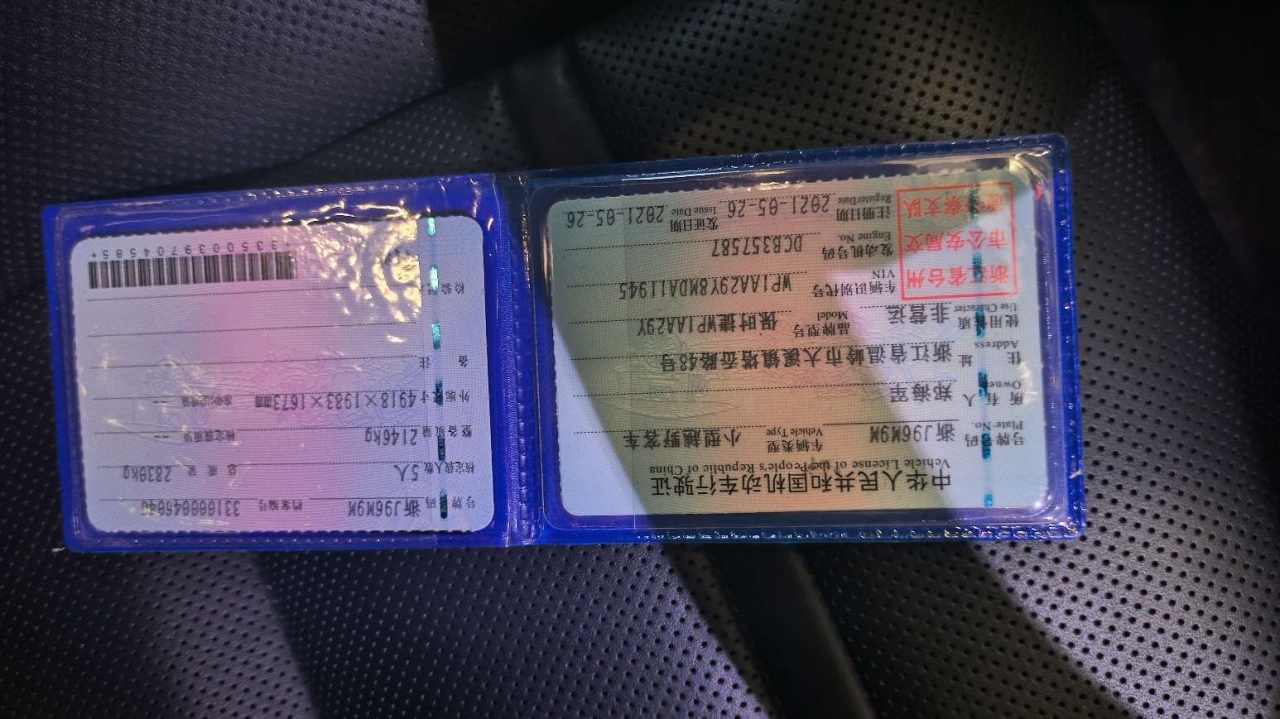 中华人民共和国机动车行驶证
Vehicle License of the People's Republic of China
号牌号码 Plate No. 浙J96M9M 车辆类型 Vehicle Type 小型越野客车
所有人 Owner 郑海军
住址 Address 浙江省温岭市大溪镇塔岙路48号
使用性质 Use Character 非营运 品牌型号 Model 保时捷WP1AA29Y
车辆识别代号 VIN WP1AA29Y8MDA11945
发动机号码 Engine No. DCB357587
注册日期 Register Date 2021-05-26 发证日期 Issue Date 2021-05-26
浙江省台州
市公安局交
通警察支队
号牌号码 浙J96M9M 档案编号
核定载人数 5人 总质量 2830kg
整备质量 2146kg 核定载质量 --
外廓尺寸 4918×1983×1673mm 准牵引总质量 --
备注
检验记录
*3350039704585*